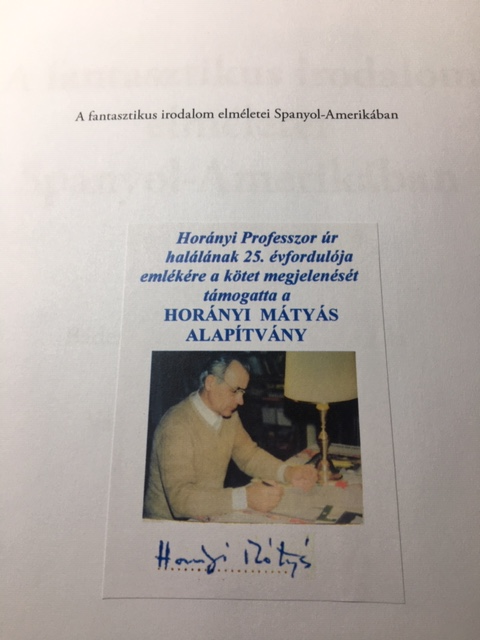 A fantasztikus irodalom elméletei Spanyol-Amerikában
Horányi Professzor úr
halálának 25. évfordulója
emlékére a kötet megjelenését
támogatta a
HORÁNYI MÁTYÁS
ALAPÍTVÁNY
Horányi Mátyás